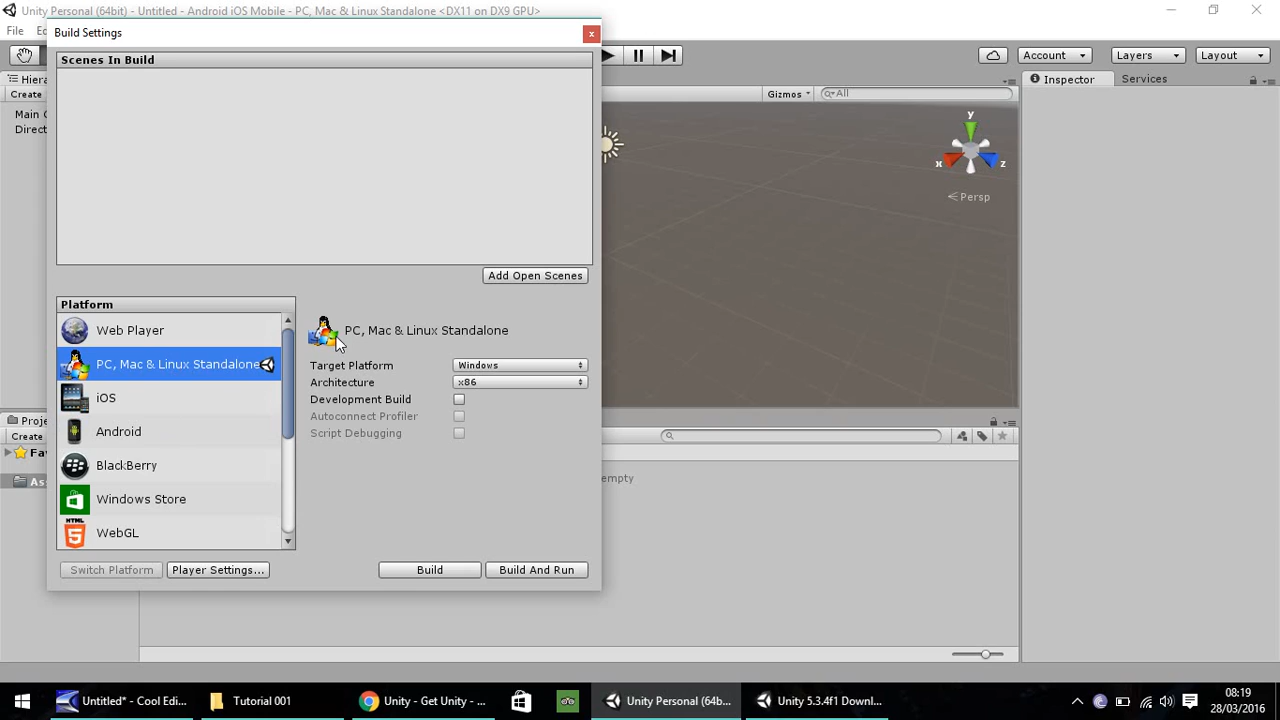 Unity Personal (64bit) - Untitled - Android iOS Mobile - PC, Mac & Linux Standalone <DX11 on DX9 GPU>
File
Build Settings
Scenes In Build
Account
Layers
Layout
Inspector
Services
Create
Gizmos
All
Main
y
x
z
Persp
Add Open Scenes
Platform
Web Player
PC, Mac & Linux Standalone
iOS
Android
BlackBerry
Windows Store
HTML
WebGL
PC, Mac & Linux Standalone
Target Platform
Windows
Architecture
x86
Development Build
Autoconnect Profiler
Script Debugging
Create
empty
Switch Platform
Player Settings...
Build
Build And Run
Untitled* - Cool Edi...
Tutorial 001
Unity - Get Unity - ...
Unity Personal (64b...
Unity 5.3.4f1 Downl...
08:19
28/03/2016